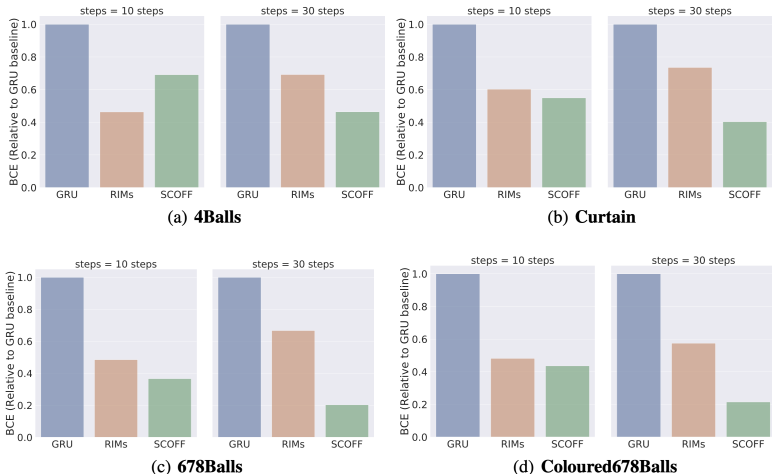 steps = 10 steps
steps = 30 steps
BCE (Relative to GRU baseline)
1.0
0.8
0.6
0.4
0.2
0.0
GRU RIMs SCOFF
GRU RIMs SCOFF
(a) 4Balls
steps = 10 steps
steps = 30 steps
BCE (Relative to GRU baseline)
1.0
0.8
0.6
0.4
0.2
0.0
GRU RIMs SCOFF
GRU RIMs SCOFF
(b) Curtain
steps = 10 steps
steps = 30 steps
BCE (Relative to GRU baseline)
1.0
0.8
0.6
0.4
0.2
0.0
GRU RIMs SCOFF
GRU RIMs SCOFF
(c) 678Balls
steps = 10 steps
steps = 30 steps
BCE (Relative to GRU baseline)
1.0
0.8
0.6
0.4
0.2
0.0
GRU RIMs SCOFF
GRU RIMs SCOFF
(d) Coloured678Balls